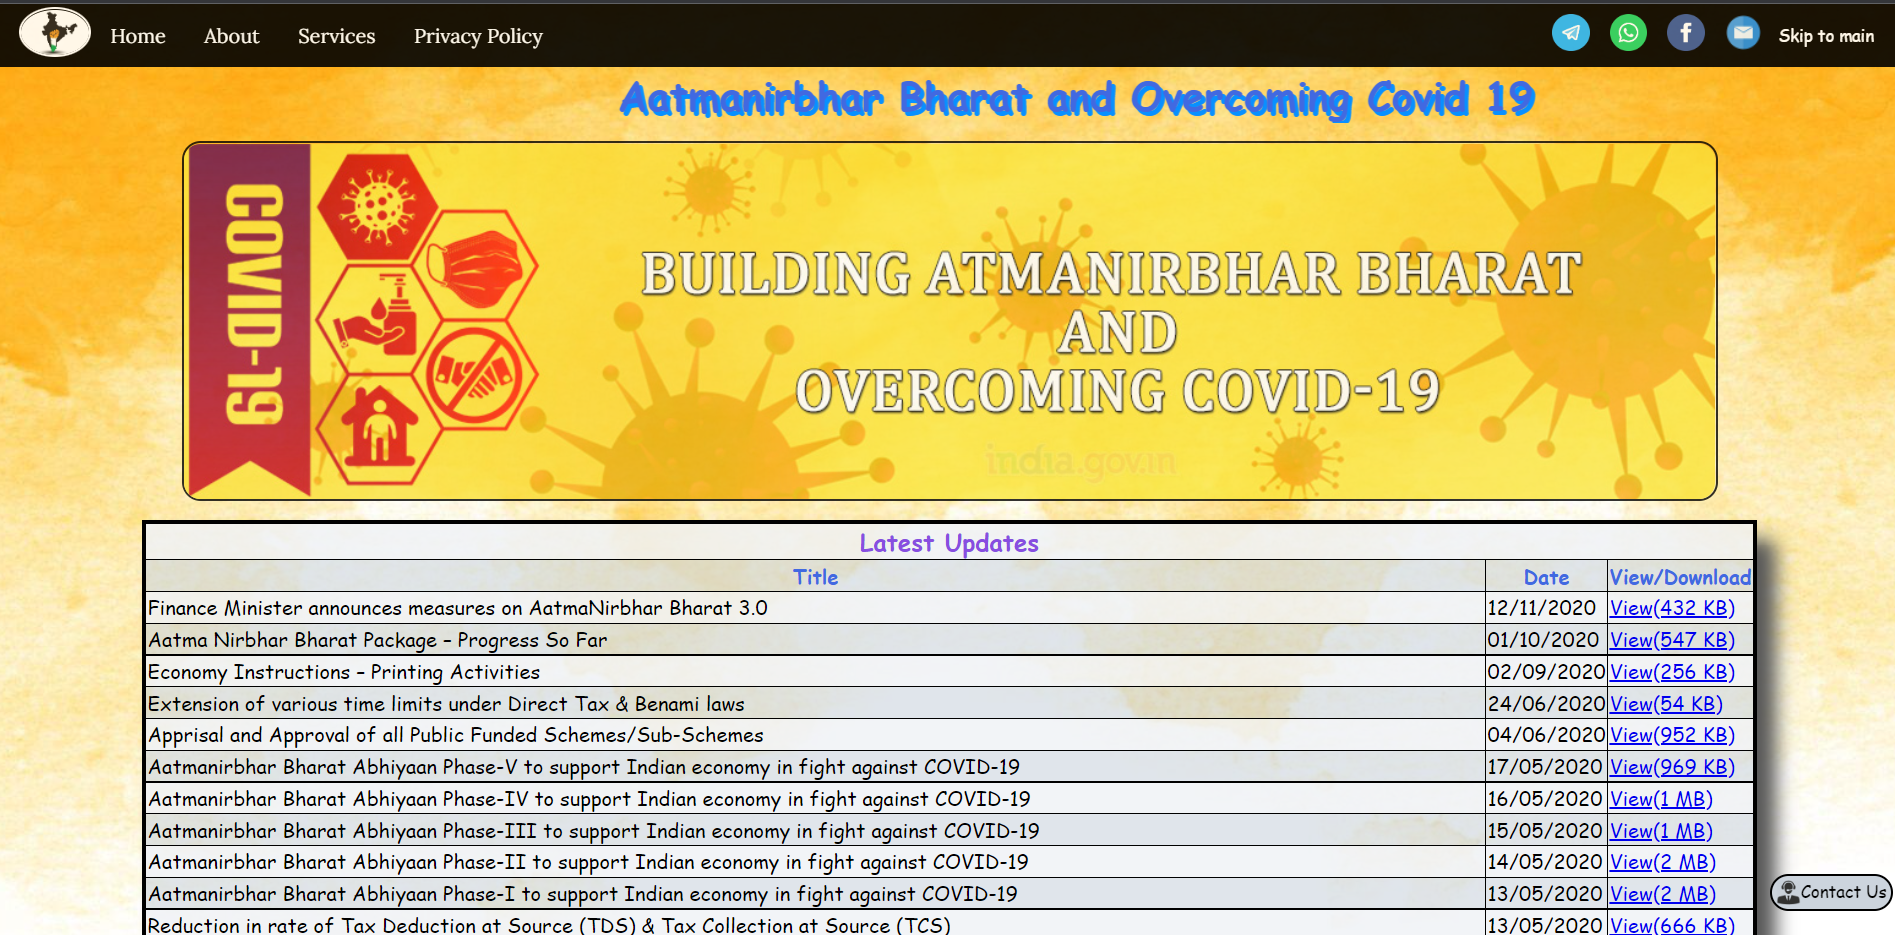 Home About Services Privacy Policy Skip to main
Aatmanirbhar Bharat and Overcoming Covid 19
COVID-19
BUILDING ATMANIRBHAR BHARAT
AND
OVERCOMING COVID-19
india.gov.in
Latest Updates
Title Date View/Download
Finance Minister announces measures on AatmaNirbhar Bharat 3.0 12/11/2020 View(432 KB)
Aatma Nirbhar Bharat Package – Progress So Far 01/10/2020 View(547 KB)
Economy Instructions – Printing Activities 02/09/2020 View(256 KB)
Extension of various time limits under Direct Tax & Benami laws 24/06/2020 View(54 KB)
Apprisal and Approval of all Public Funded Schemes/Sub-Schemes 04/06/2020 View(952 KB)
Aatmanirbhar Bharat Abhiyaan Phase-V to support Indian economy in fight against COVID-19 17/05/2020 View(969 KB)
Aatmanirbhar Bharat Abhiyaan Phase-IV to support Indian economy in fight against COVID-19 16/05/2020 View(1 MB)
Aatmanirbhar Bharat Abhiyaan Phase-III to support Indian economy in fight against COVID-19 15/05/2020 View(1 MB)
Aatmanirbhar Bharat Abhiyaan Phase-II to support Indian economy in fight against COVID-19 14/05/2020 View(2 MB)
Aatmanirbhar Bharat Abhiyaan Phase-I to support Indian economy in fight against COVID-19 13/05/2020 View(2 MB)
Contact Us
Reduction in rate of Tax Deduction at Source (TDS) & Tax Collection at Source (TCS) 13/05/2020 View(666 KB)